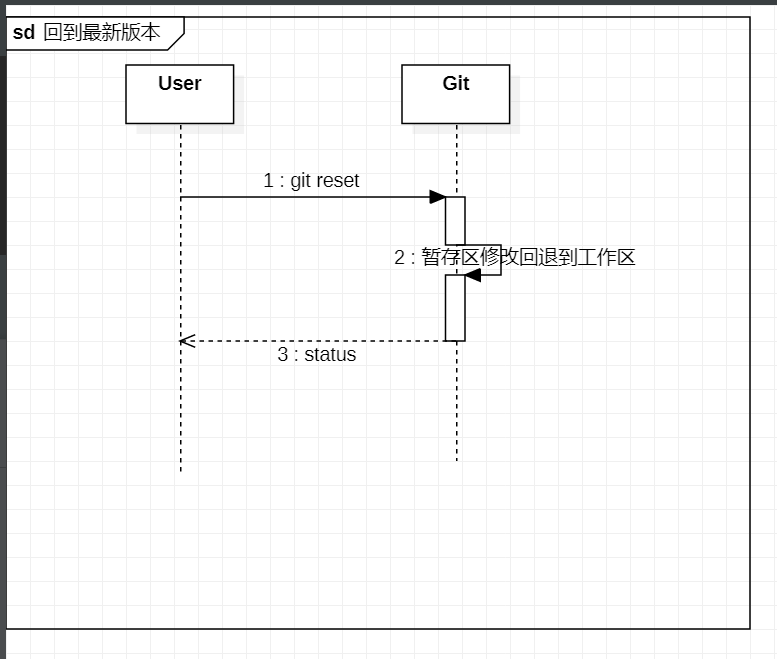 sd 回到最新版本
User
Git
1 : git reset
2 : 暂存区修改回退到工作区
3 : status